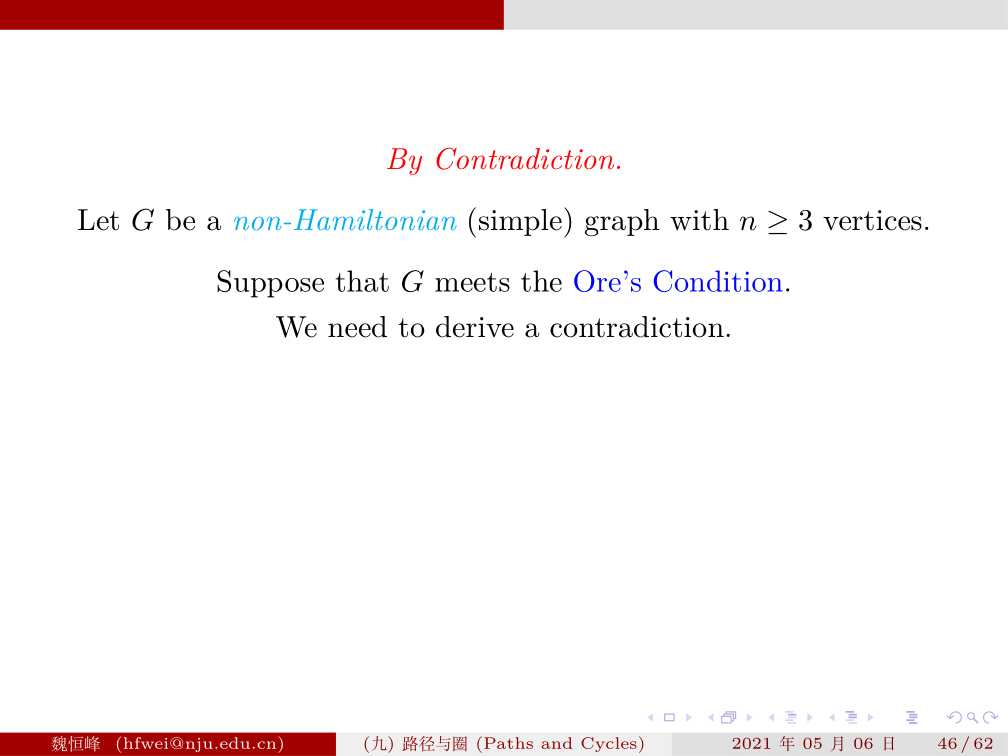 By Contradiction.
Let G be a non-Hamiltonian (simple) graph with n ≥ 3 vertices.
Suppose that G meets the Ore's Condition.
We need to derive a contradiction.
魏恒峰 (hfwei@nju.edu.cn)
(九) 路径与圈 (Paths and Cycles)
2021 年 05 月 06 日
46 / 62